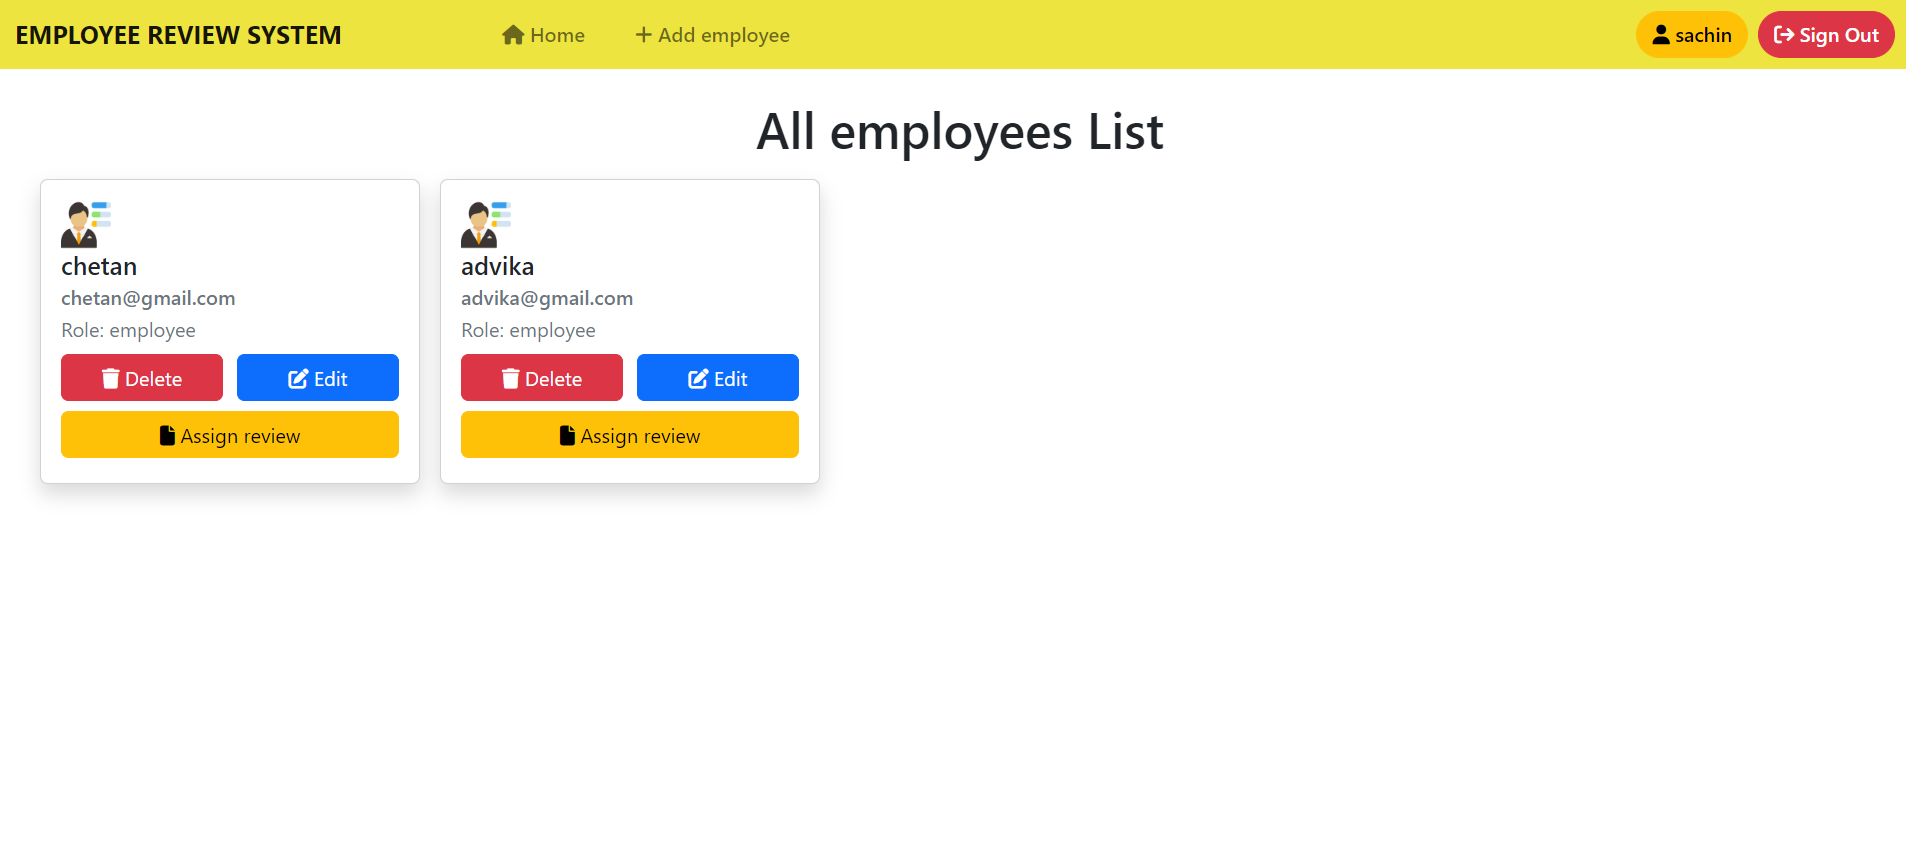 EMPLOYEE REVIEW SYSTEM
Home
Add employee
sachin
Sign Out
All employees List
chetan
chetan@gmail.com
Role: employee
Delete
Edit
Assign review
advika
advika@gmail.com
Role: employee
Delete
Edit
Assign review